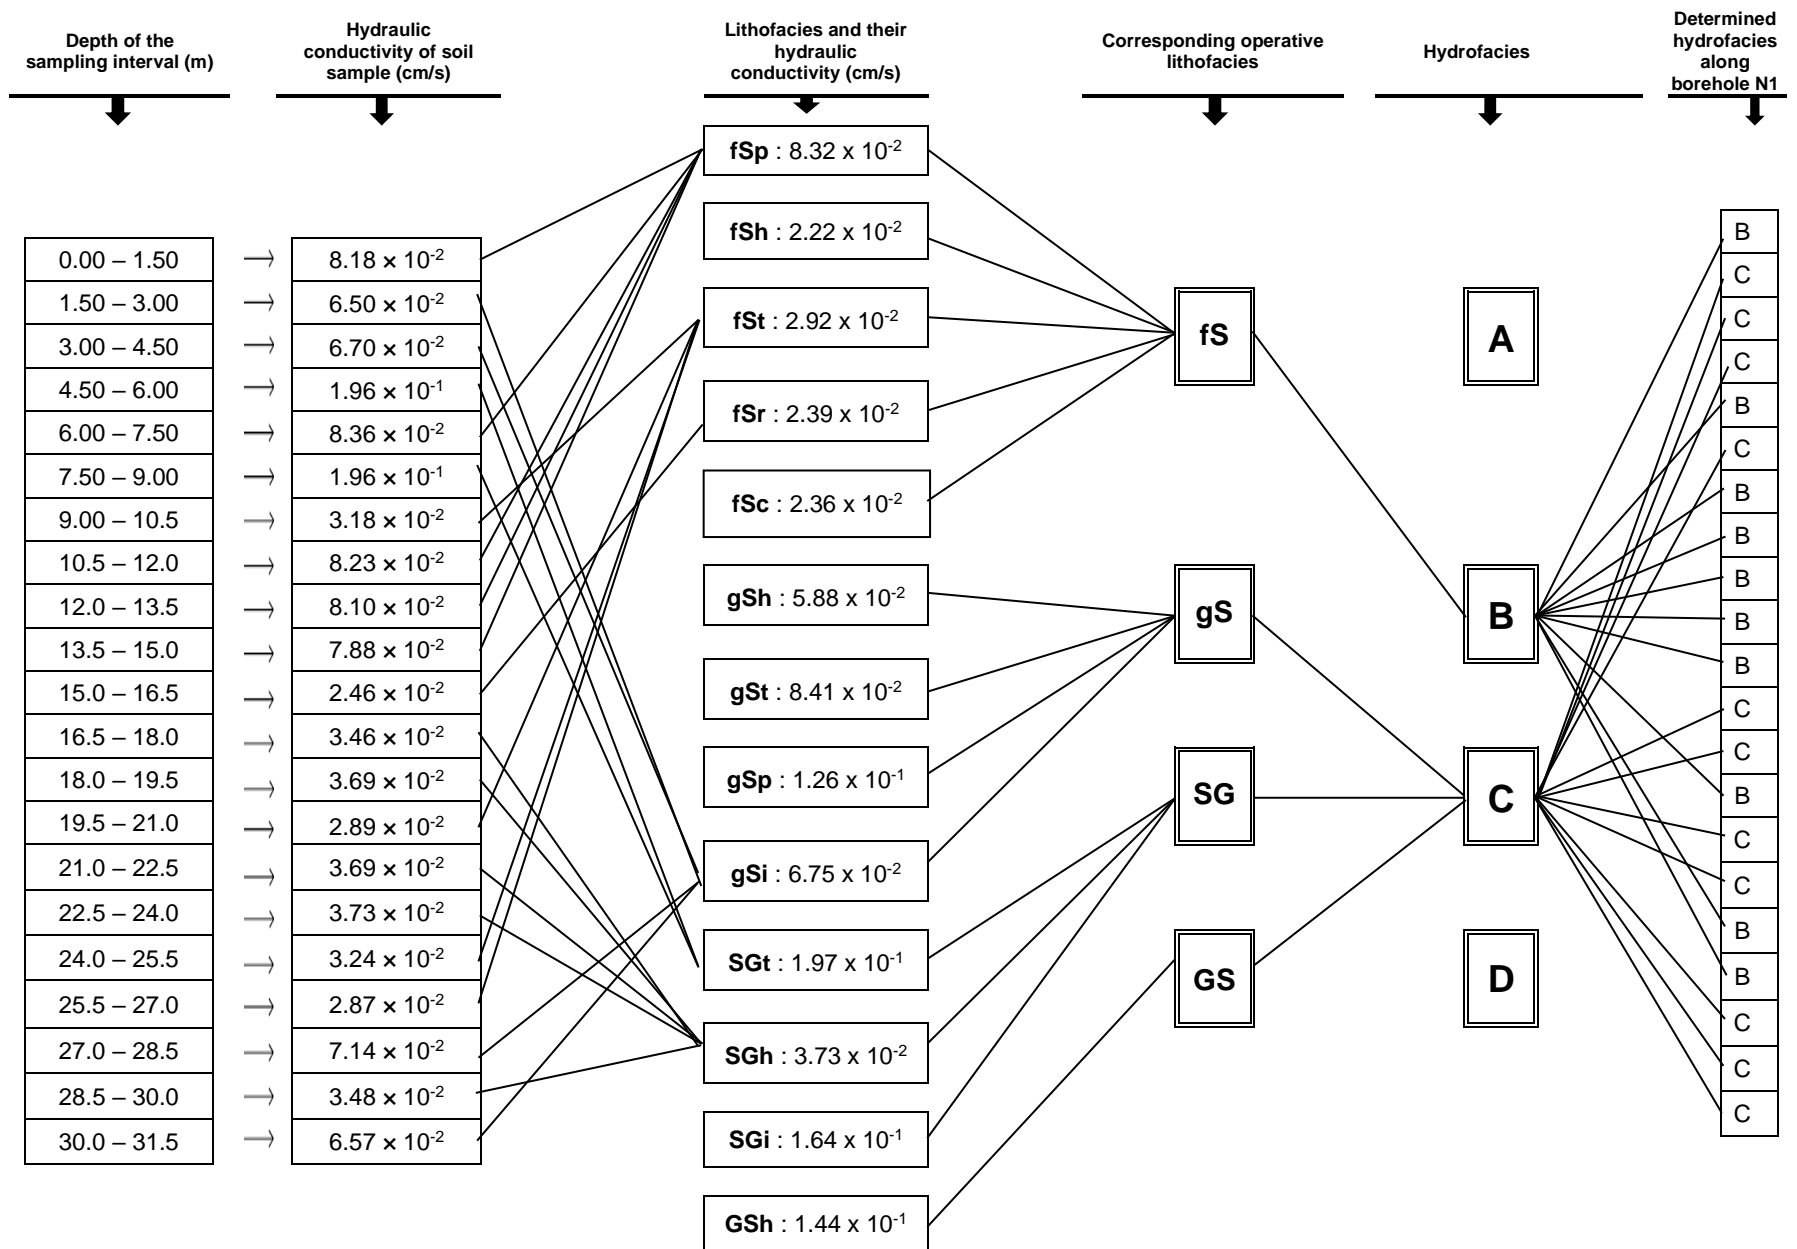 Depth of the
sampling interval (m)
Hydraulic
conductivity of soil
sample (cm/s)
Lithofacies and their
hydraulic
conductivity (cm/s)
Corresponding operative
lithofacies
Hydrofacies
Determined
hydrofacies
along
borehole N1
0.00 – 1.50
1.50 – 3.00
3.00 – 4.50
4.50 – 6.00
6.00 – 7.50
7.50 – 9.00
9.00 – 10.5
10.5 – 12.0
12.0 – 13.5
13.5 – 15.0
15.0 – 16.5
16.5 – 18.0
18.0 – 19.5
19.5 – 21.0
21.0 – 22.5
22.5 – 24.0
24.0 – 25.5
25.5 – 27.0
27.0 – 28.5
28.5 – 30.0
30.0 – 31.5
8.18 × 10⁻²
6.50 × 10⁻²
6.70 × 10⁻²
1.96 × 10⁻¹
8.36 × 10⁻²
1.96 × 10⁻¹
3.18 × 10⁻²
8.23 × 10⁻²
8.10 × 10⁻²
7.88 × 10⁻²
2.46 × 10⁻²
3.46 × 10⁻²
3.69 × 10⁻²
2.89 × 10⁻²
3.69 × 10⁻²
3.73 × 10⁻²
3.24 × 10⁻²
2.87 × 10⁻²
7.14 × 10⁻²
3.48 × 10⁻²
6.57 × 10⁻²
fSp : 8.32 x 10⁻²
fSh : 2.22 x 10⁻²
fSt : 2.92 x 10⁻²
fSr : 2.39 x 10⁻²
fSc : 2.36 x 10⁻²
gSh : 5.88 x 10⁻²
gSt : 8.41 x 10⁻²
gSp : 1.26 x 10⁻¹
gSi : 6.75 x 10⁻²
SGt : 1.97 x 10⁻¹
SGh : 3.73 x 10⁻²
SGi : 1.64 x 10⁻¹
GSh : 1.44 x 10⁻¹
fS
gS
SG
GS
A
B
C
D
B
C
C
C
B
C
B
B
B
B
B
C
C
B
C
C
B
B
C
C
C